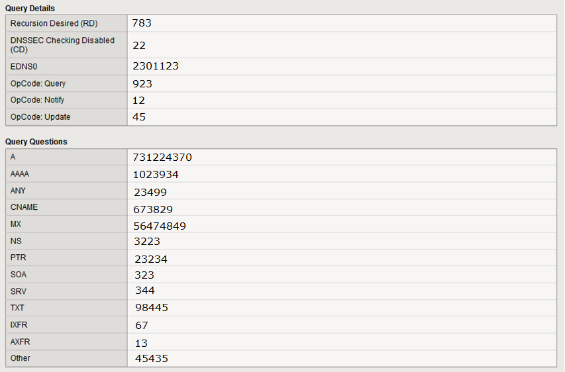 Query Details
Recursion Desired (RD) 783
DNSSEC Checking Disabled
(CD) 22
EDNS0 2301123
OpCode: Query 923
OpCode: Notify 12
OpCode: Update 45
Query Questions
A 731224370
AAAA 1023934
ANY 23499
CNAME 673829
MX 56474849
NS 3223
PTR 23234
SOA 323
SRV 344
TXT 98445
IXFR 67
AXFR 13
Other 45435